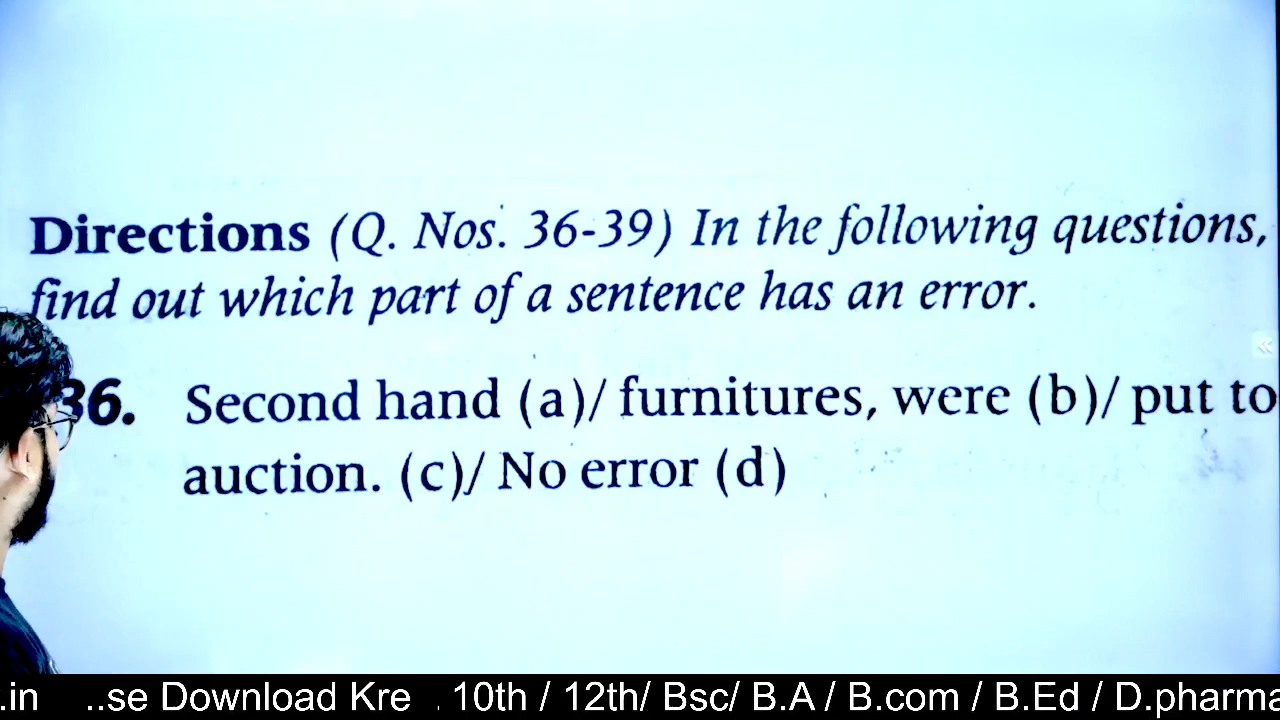 Directions (Q. Nos. 36-39) In the following questions,
find out which part of a sentence has an error.
36. Second hand (a)/ furnitures, were (b)/ put to
auction. (c)/ No error (d)
.in ..se Download Kre . 10th / 12th/ Bsc/ B.A / B.com / B.Ed / D.pharma